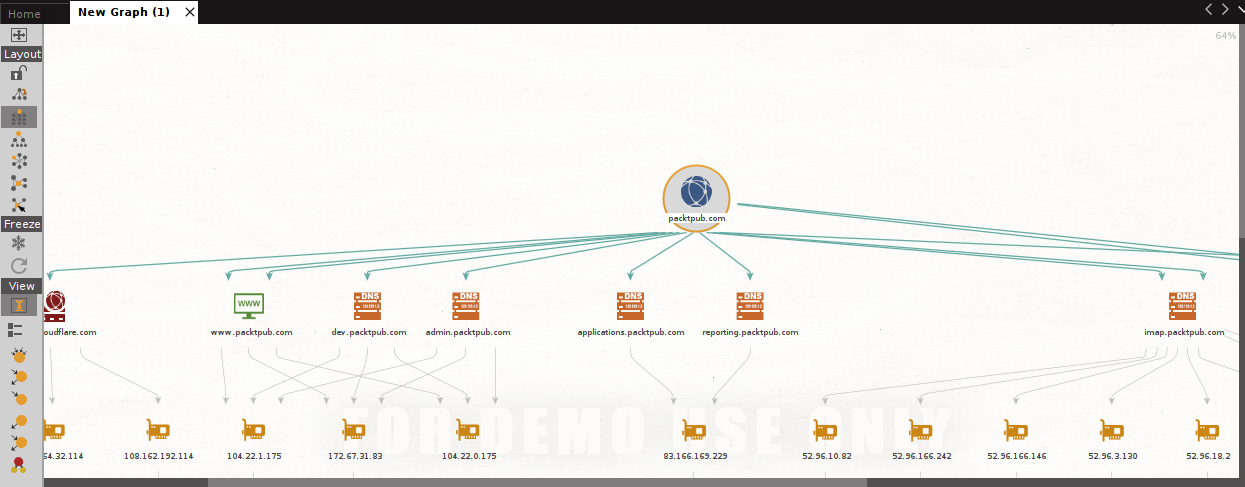 Home
New Graph (1)
64%
Layout
Freeze
View
packtpub.com
oudflare.com
WWW
www.packtpub.com
DNS
dev.packtpub.com
DNS
admin.packtpub.com
DNS
applications.packtpub.com
DNS
reporting.packtpub.com
DNS
imap.packtpub.com
FOR DEMO USE ONLY
64.32.114
108.162.192.114
104.22.1.175
172.67.31.83
104.22.0.175
83.166.169.229
52.96.10.82
52.96.166.242
52.96.166.146
52.96.3.130
52.96.18.2